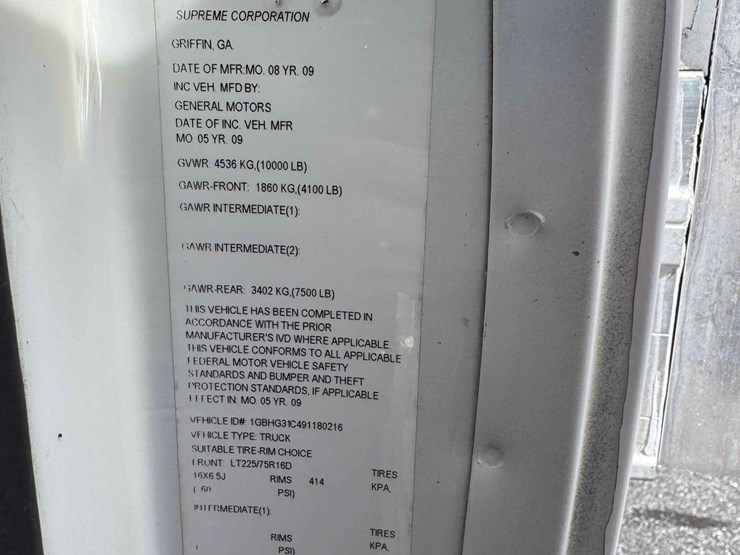 SUPREME CORPORATION
GRIFFIN, GA.
DATE OF MFR:MO. 08 YR. 09
INC VEH. MFD BY:
GENERAL MOTORS
DATE OF INC. VEH. MFR
MO 05 YR. 09
GVWR: 4536 KG,(10000 LB)
GAWR-FRONT: 1860 KG,(4100 LB)
GAWR INTERMEDIATE(1):
GAWR INTERMEDIATE(2):
GAWR-REAR: 3402 KG,(7500 LB)
THIS VEHICLE HAS BEEN COMPLETED IN
ACCORDANCE WITH THE PRIOR
MANUFACTURER'S IVD WHERE APPLICABLE.
THIS VEHICLE CONFORMS TO ALL APPLICABLE
FEDERAL MOTOR VEHICLE SAFETY
STANDARDS AND BUMPER AND THEFT
PROTECTION STANDARDS, IF APPLICABLE
EFFECT IN: MO. 05 YR. 09
VEHICLE ID#: 1GBHG31C491180216
VEHICLE TYPE: TRUCK
SUITABLE TIRE-RIM CHOICE
FRONT LT225/75R16D TIRES
16X6.5J RIMS 414 KPA,
( 60 PSI)
INTERMEDIATE(1): TIRES
RIMS KPA,
PSI)